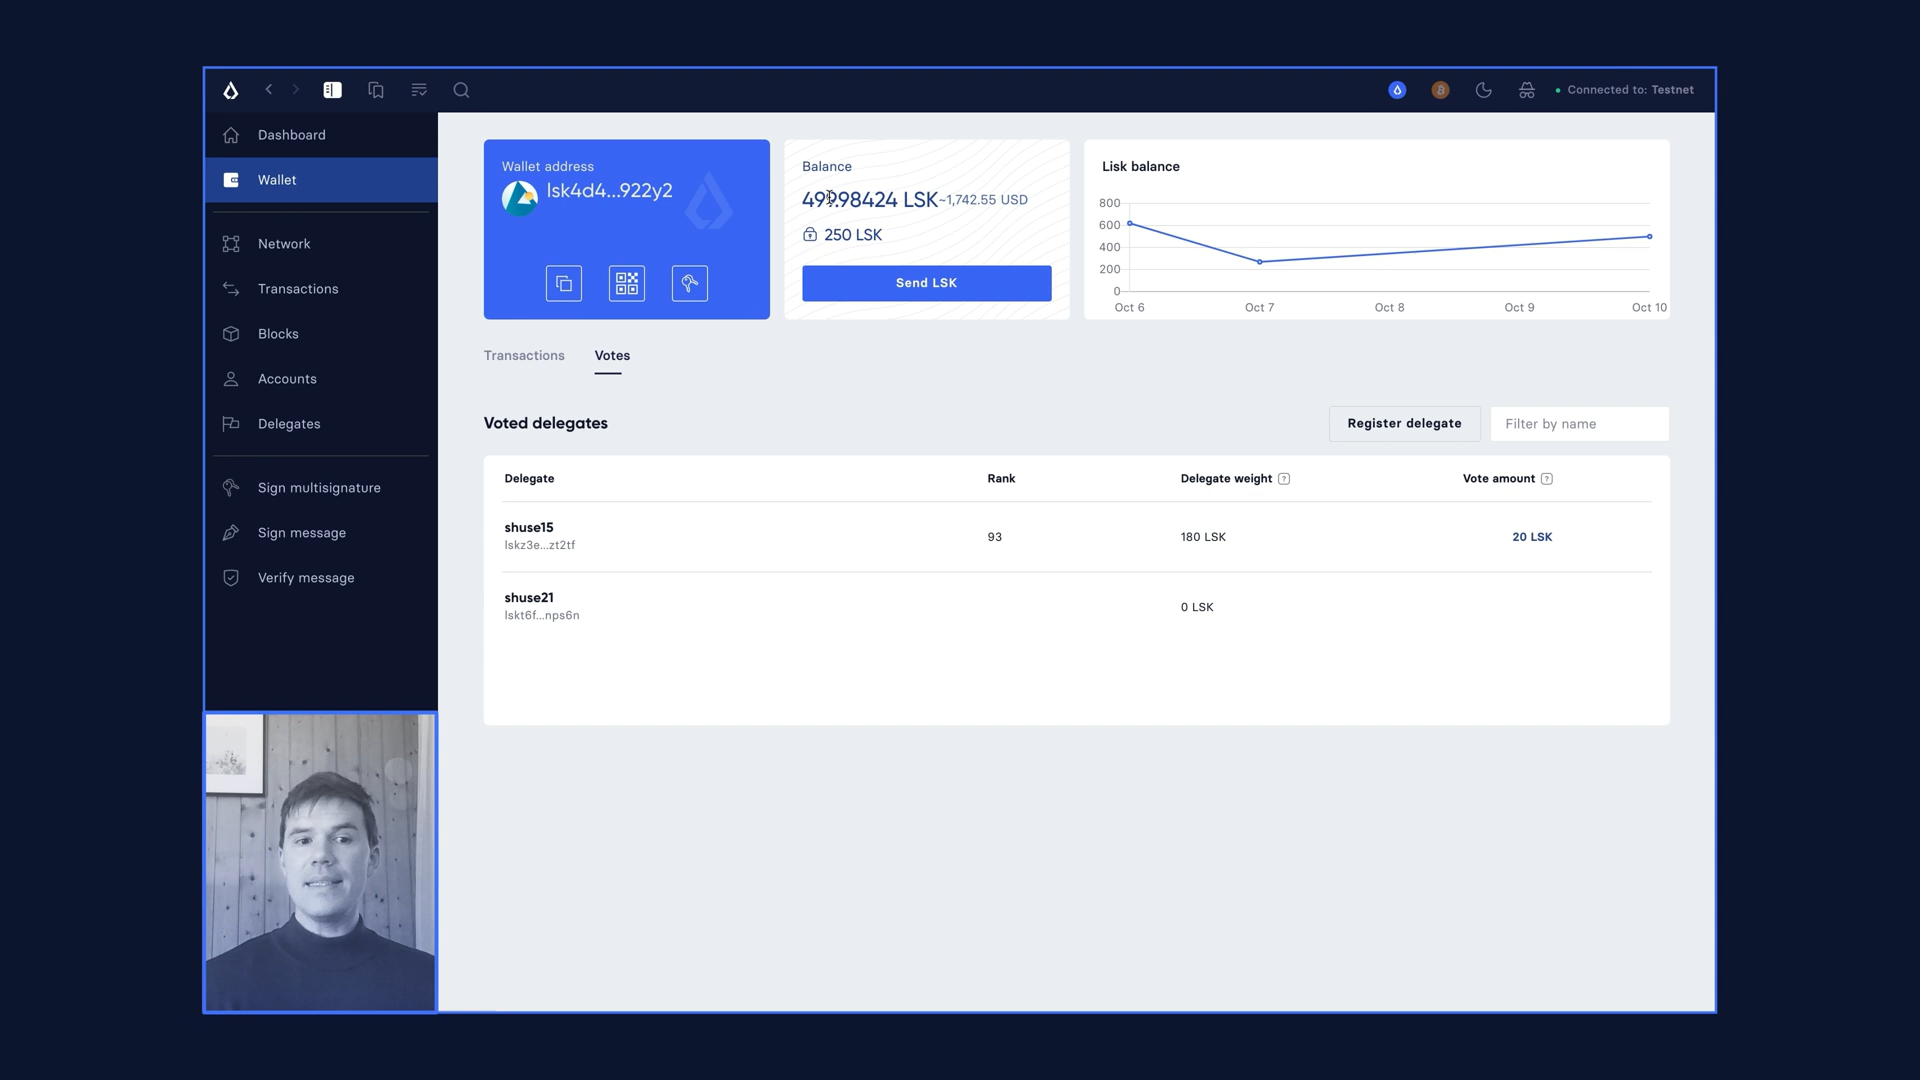 Connected to: Testnet
Dashboard
Wallet
Network
Transactions
Blocks
Accounts
Delegates
Sign multisignature
Sign message
Verify message
Wallet address
lsk4d4...922y2
Balance
~1,742.55 USD
250 LSK
Send LSK
Lisk balance
800
600
400
200
0
Oct 6 Oct 7 Oct 8 Oct 9 Oct 10
Transactions Votes
Voted delegates
Register delegate
Filter by name
Delegate Rank Delegate weight ? Vote amount ?
shuse15
lskz3e...zt2tf
93 180 LSK 20 LSK
shuse21
lskt6f...nps6n
0 LSK